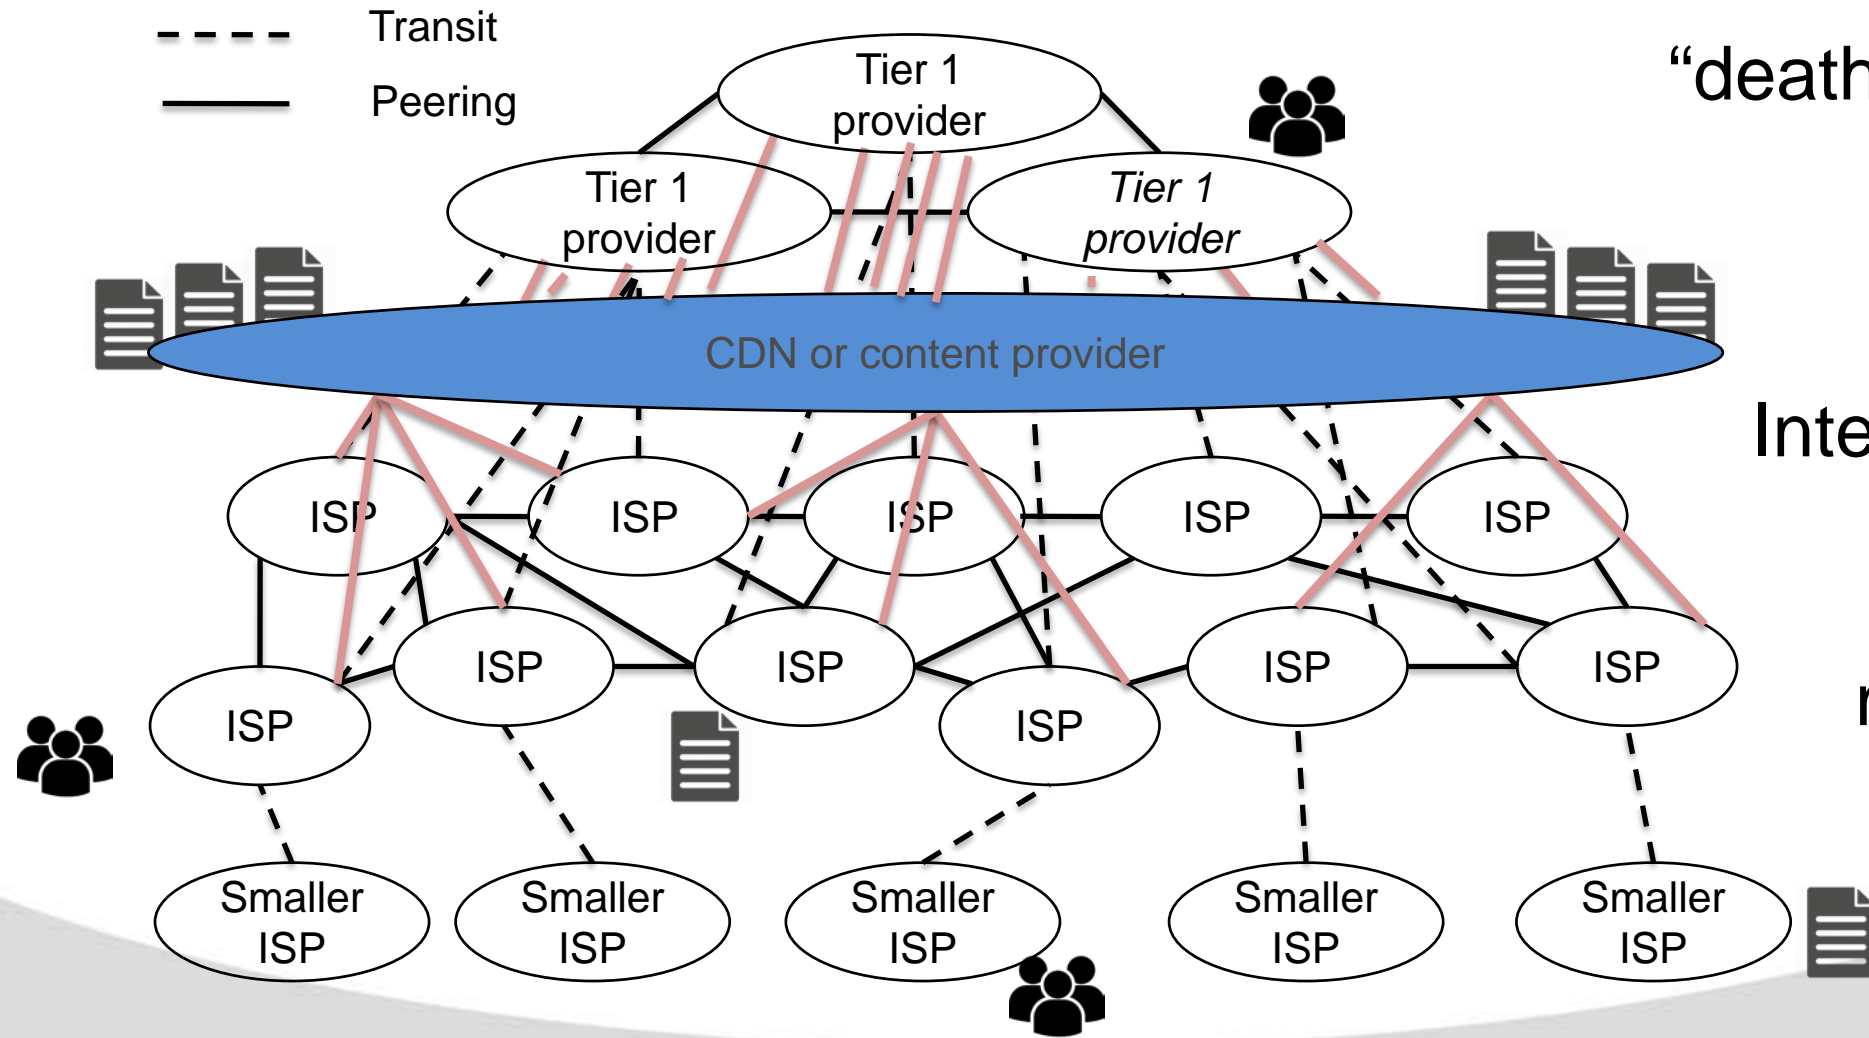 Transit
Peering
Tier 1
provider
Tier 1
provider
Tier 1
provider
“death
CDN or content provider
Inte
ISP
ISP
ISP
ISP
ISP
ISP
ISP
ISP
ISP
r
ISP
ISP
Smaller
ISP
Smaller
ISP
Smaller
ISP
Smaller
ISP
Smaller
ISP